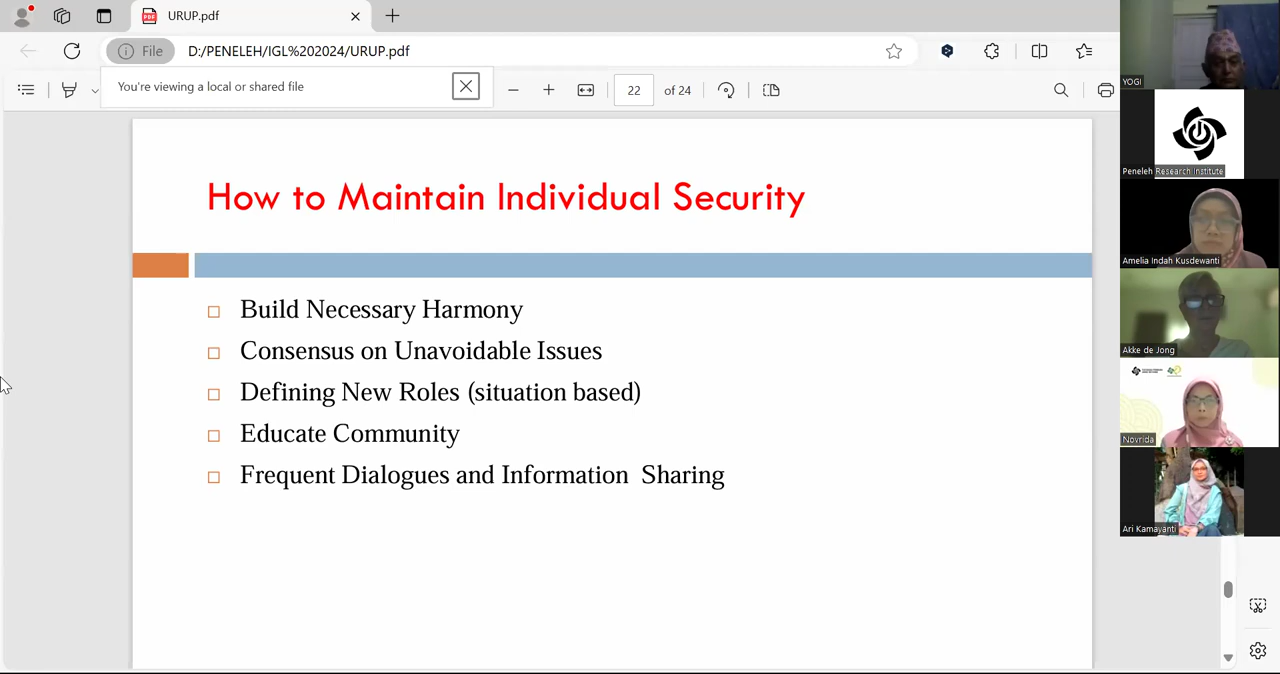 URUP.pdf
File
D:/PENELEH/IGL%202024/URUP.pdf
You're viewing a local or shared file
22
of 24
How to Maintain Individual Security
Build Necessary Harmony
Consensus on Unavoidable Issues
Defining New Roles (situation based)
Educate Community
Frequent Dialogues and Information Sharing
YOGI
Peneleh Research Institute
Amelia Indah Kusdewanti
Akke de Jong
Novrida
Ari Kamayanti